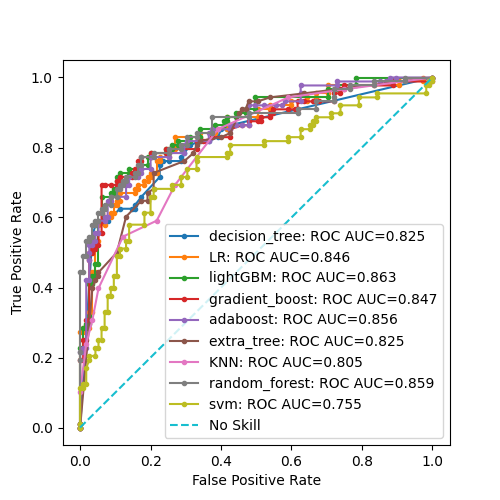 1.0
0.8
0.6
0.4
0.2
0.0
True Positive Rate
decision_tree: ROC AUC=0.825
LR: ROC AUC=0.846
lightGBM: ROC AUC=0.863
gradient_boost: ROC AUC=0.847
adaboost: ROC AUC=0.856
extra_tree: ROC AUC=0.825
KNN: ROC AUC=0.805
random_forest: ROC AUC=0.859
svm: ROC AUC=0.755
No Skill
0.0 0.2 0.4 0.6 0.8 1.0
False Positive Rate